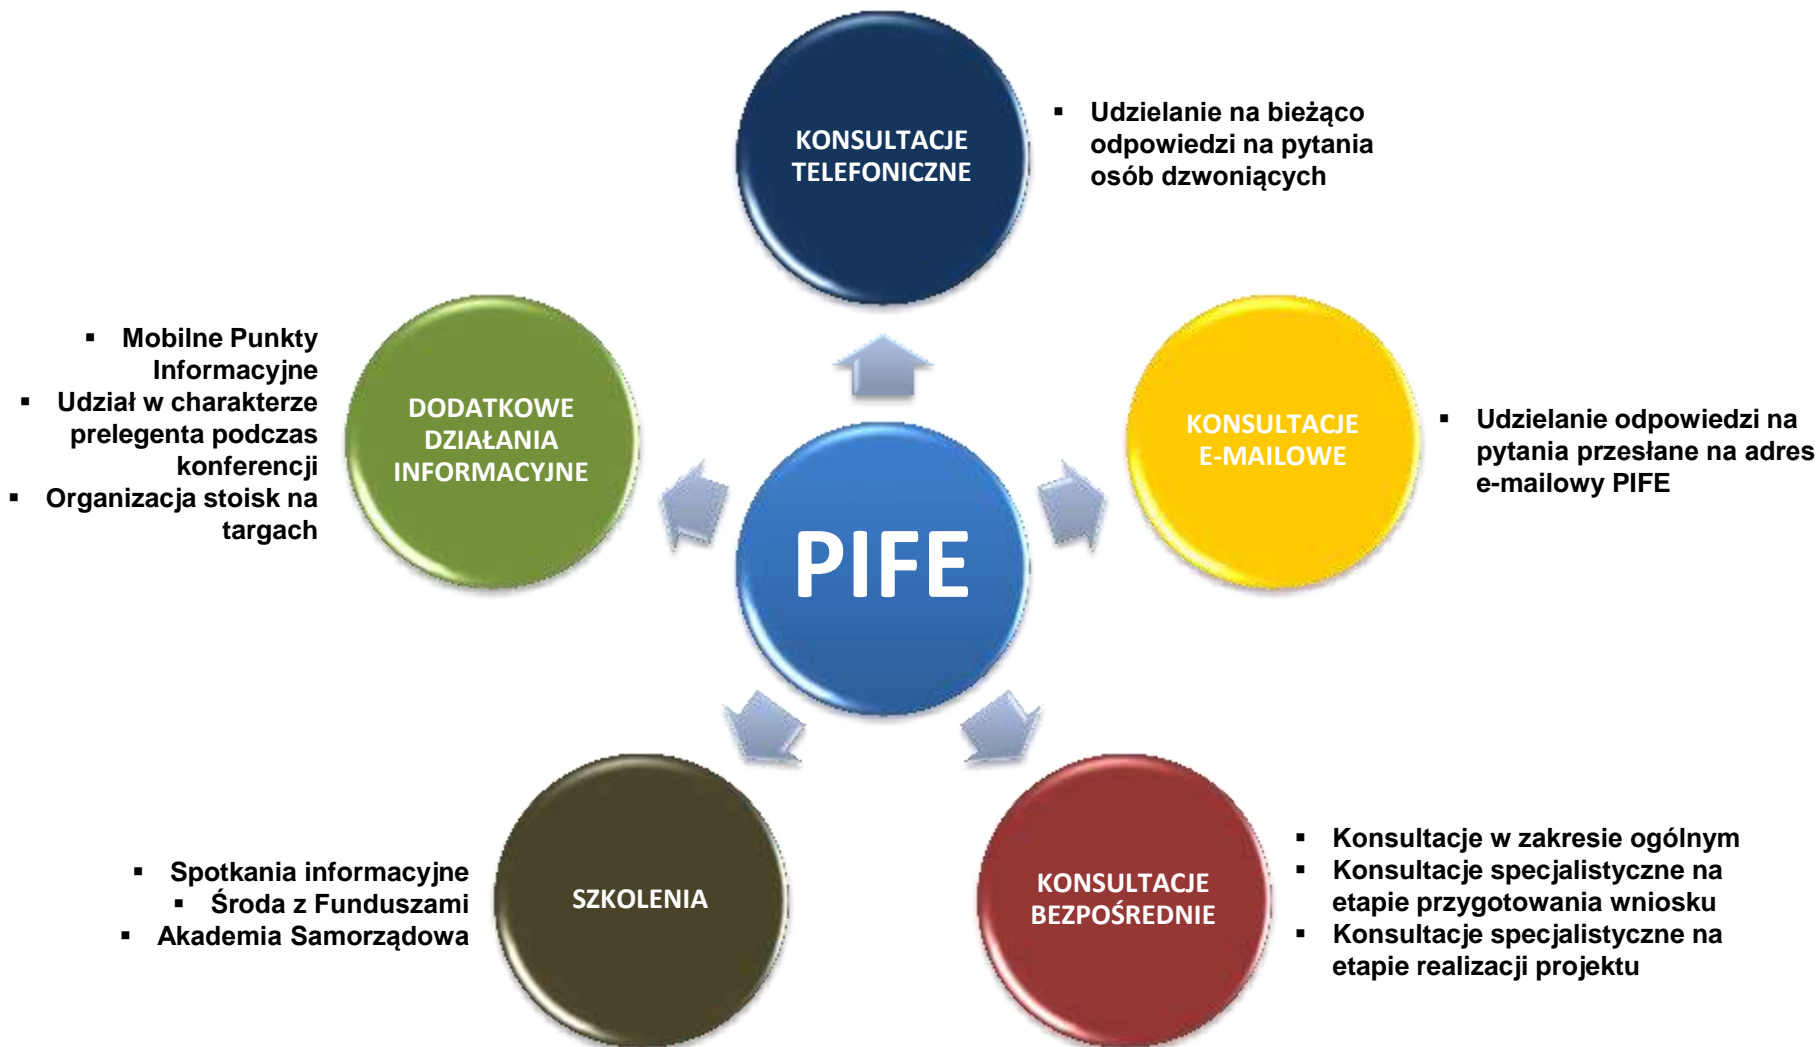 KONSULTACJE
TELEFONICZNE
▪ Udzielanie na bieżąco
odpowiedzi na pytania
osób dzwoniących
▪ Mobilne Punkty
Informacyjne
▪ Udział w charakterze
prelegenta podczas
konferencji
▪ Organizacja stoisk na
targach
DODATKOWE
DZIAŁANIA
INFORMACYJNE
KONSULTACJE
E-MAILOWE
▪ Udzielanie odpowiedzi na
pytania przesłane na adres
e-mailowy PIFE
PIFE
▪ Spotkania informacyjne
▪ Środa z Funduszami
▪ Akademia Samorządowa
SZKOLENIA
KONSULTACJE
BEZPOŚREDNIE
▪ Konsultacje w zakresie ogólnym
▪ Konsultacje specjalistyczne na
etapie przygotowania wniosku
▪ Konsultacje specjalistyczne na
etapie realizacji projektu